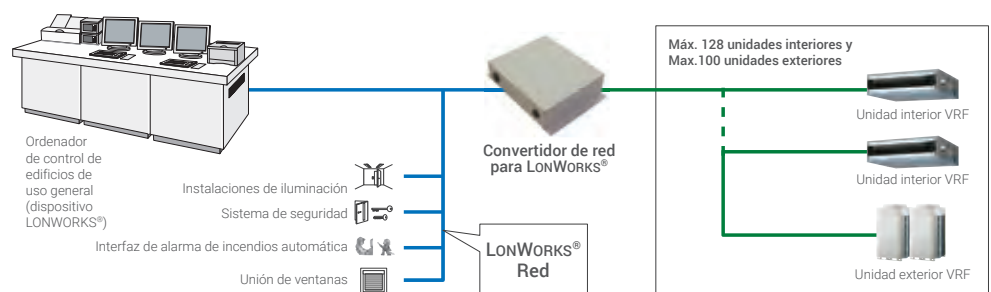 Ordenador
de control de
edificios de
uso general
(dispositivo
LONWORKS®)
Instalaciones de iluminación
Sistema de seguridad
Interfaz de alarma de incendios automática
Unión de ventanas
LONWORKS®
Red
Convertidor de red
para LONWORKS®
Máx. 128 unidades interiores y
Max.100 unidades exteriores
Unidad interior VRF
Unidad interior VRF
Unidad exterior VRF